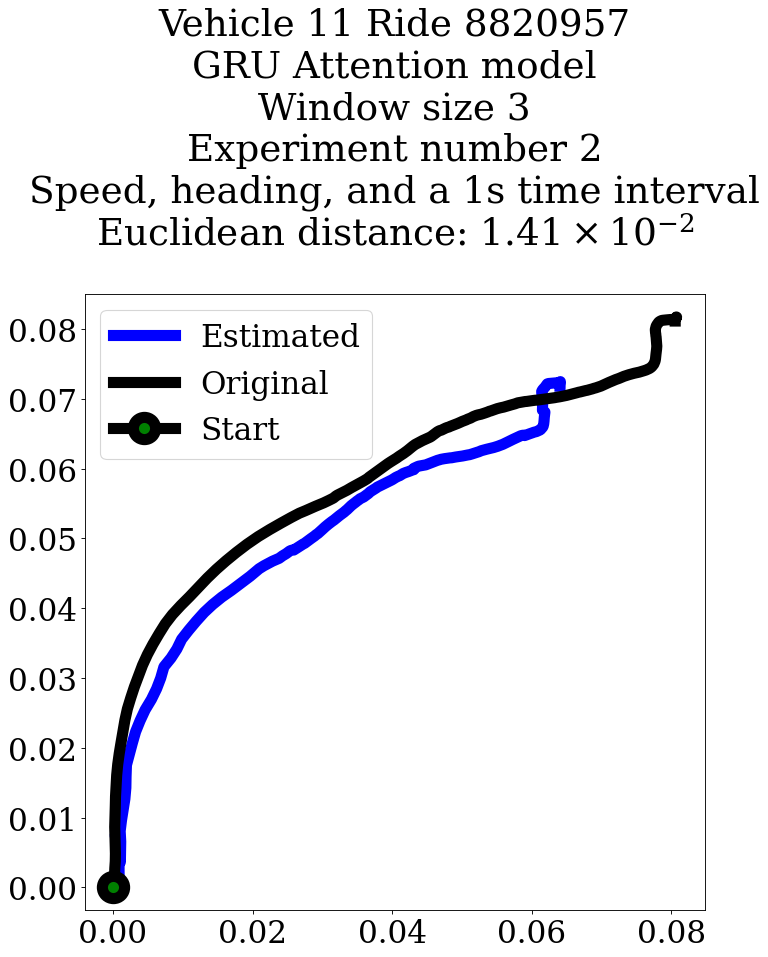 Vehicle 11 Ride 8820957
GRU Attention model
Window size 3
Experiment number 2
Speed, heading, and a 1s time interval
Euclidean distance: 1.41 × 10⁻²
Estimated
Original
Start
0.08
0.07
0.06
0.05
0.04
0.03
0.02
0.01
0.00
0.00 0.02 0.04 0.06 0.08